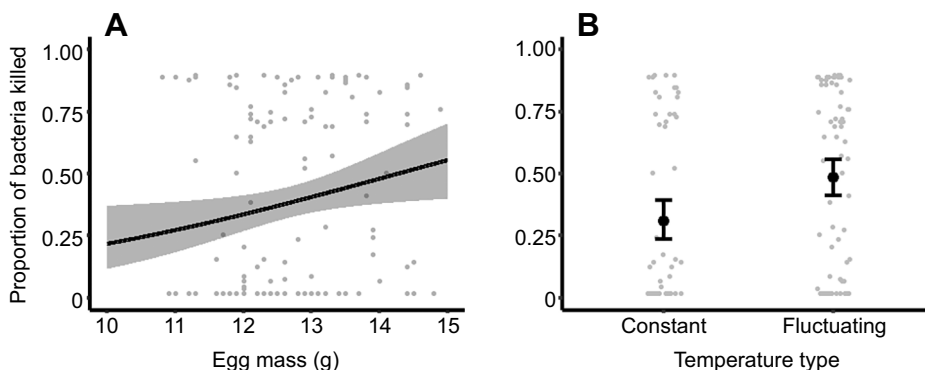 A
Proportion of bacteria killed
1.00
0.75
0.50
0.25
0
10 11 12 13 14 15
Egg mass (g)
B
1.00
0.75
0.50
0.25
0
Constant Fluctuating
Temperature type